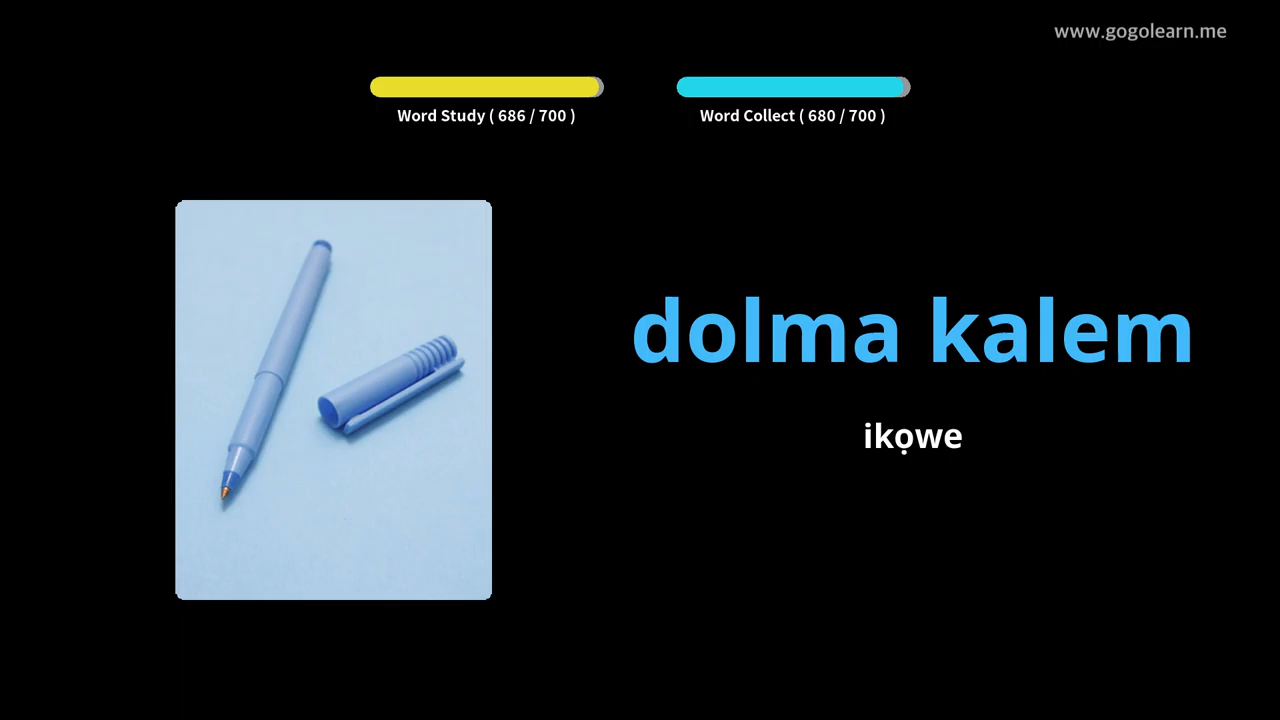 www.gogolearn.me
Word Study ( 686 / 700 )
Word Collect ( 680 / 700 )
dolma kalem
ikọwe